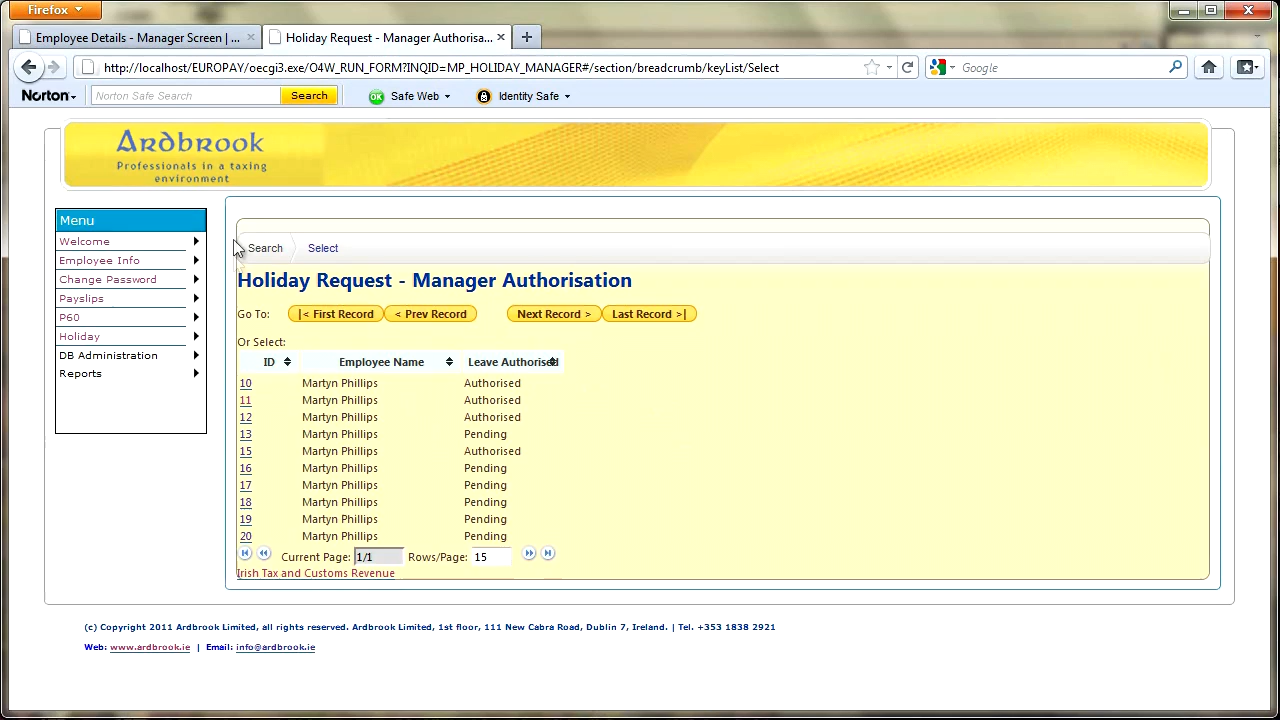 Firefox
Employee Details - Manager Screen | ...
Holiday Request - Manager Authorisa...
http://localhost/EUROPAY/oecgi3.exe/O4W_RUN_FORM?INQID=MP_HOLIDAY_MANAGER#/section/breadcrumb/keyList/Select
Google
Norton
Norton Safe Search
Search
OK
Safe Web
Identity Safe
Ardbrook
Professionals in a taxing
environment
Menu
Welcome
Employee Info
Change Password
Payslips
P60
Holiday
DB Administration
Reports
Search
Select
Holiday Request - Manager Authorisation
Go To: |< First Record < Prev Record Next Record > Last Record >|
Or Select:
ID Employee Name Leave Authorised
10 Martyn Phillips Authorised
11 Martyn Phillips Authorised
12 Martyn Phillips Authorised
13 Martyn Phillips Pending
15 Martyn Phillips Authorised
16 Martyn Phillips Pending
17 Martyn Phillips Pending
18 Martyn Phillips Pending
19 Martyn Phillips Pending
20 Martyn Phillips Pending
Current Page: 1/1 Rows/Page: 15
Irish Tax and Customs Revenue
(c) Copyright 2011 Ardbrook Limited, all rights reserved. Ardbrook Limited, 1st floor, 111 New Cabra Road, Dublin 7, Ireland. | Tel. +353 1838 2921
Web: www.ardbrook.ie | Email: info@ardbrook.ie